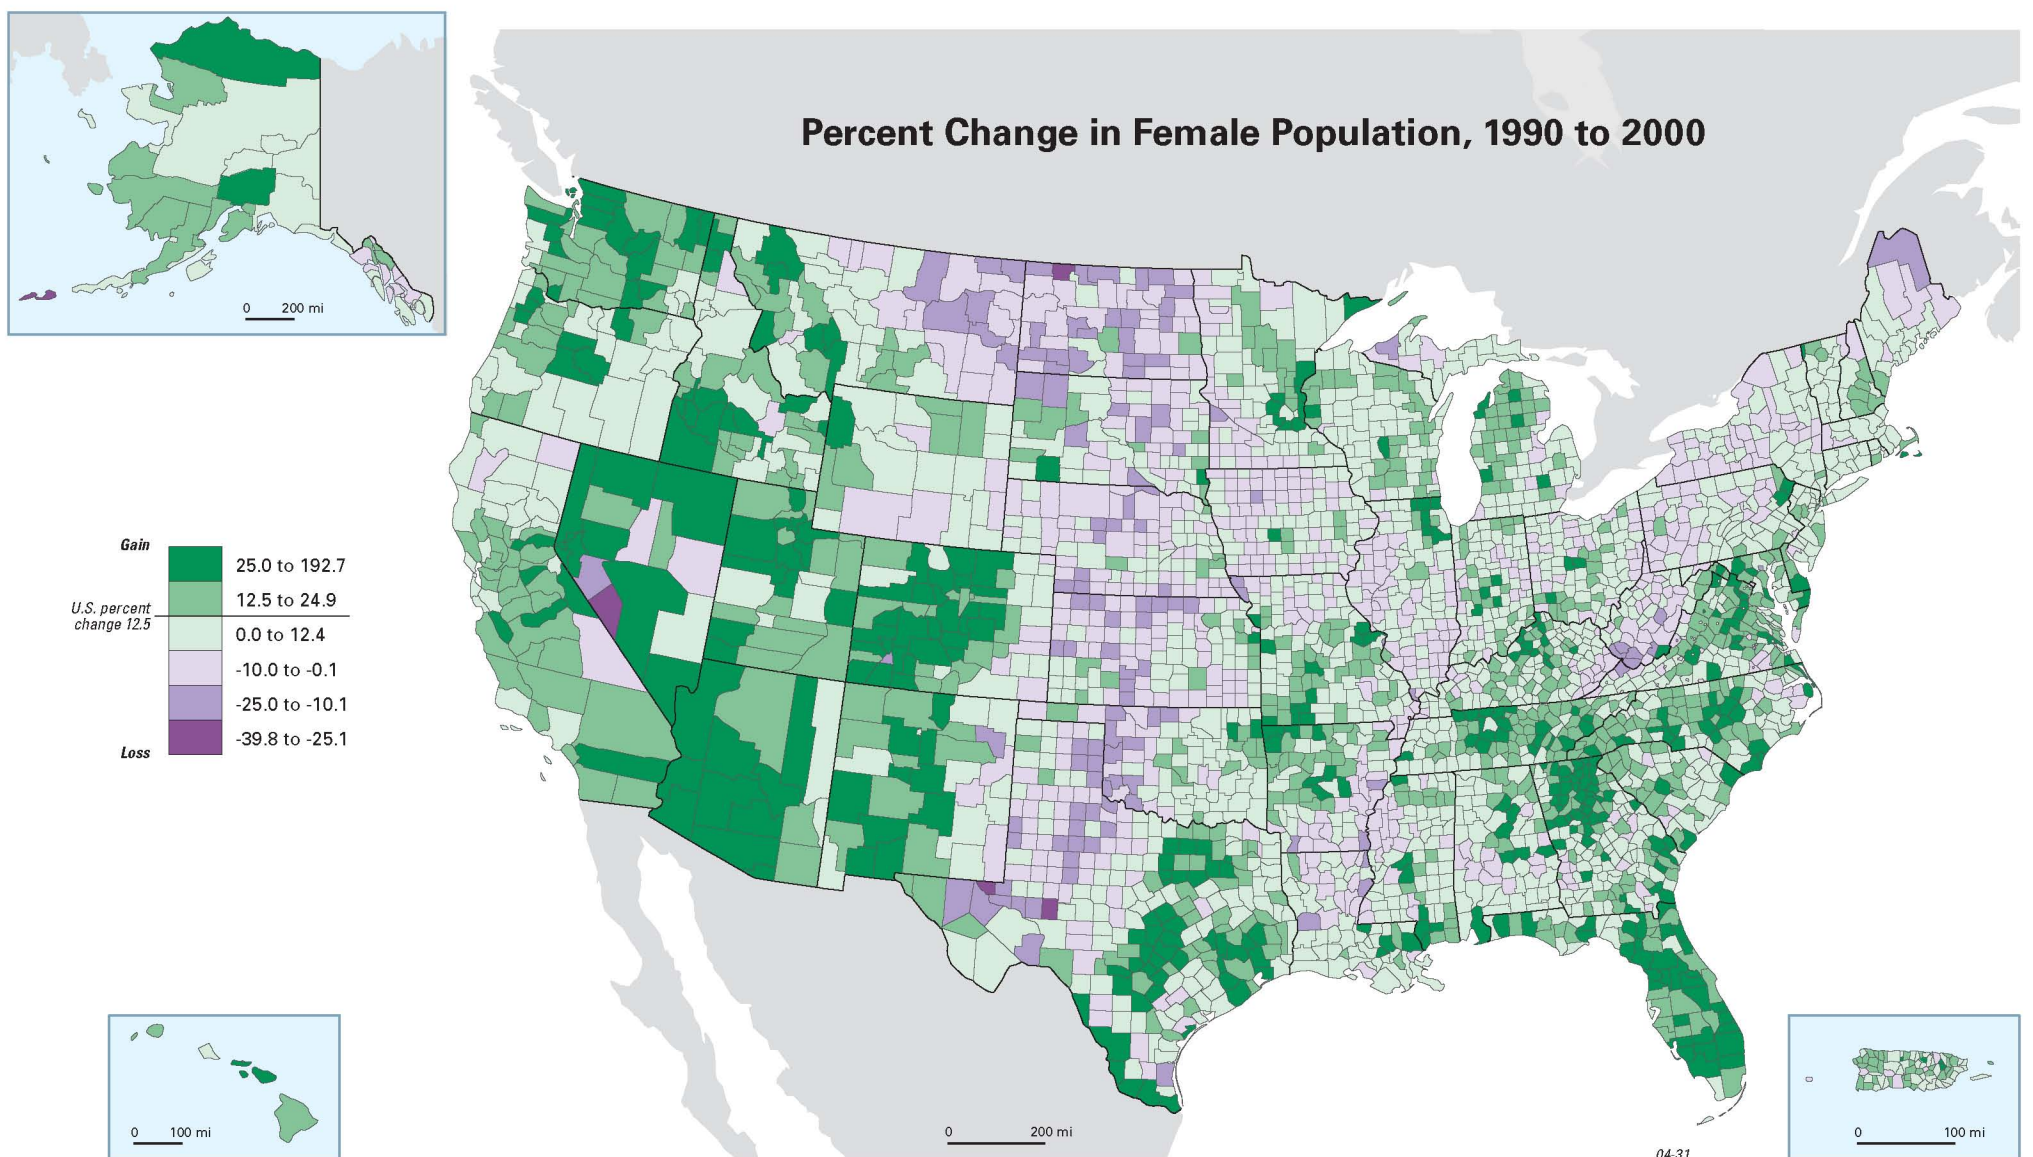 Percent Change in Female Population, 1990 to 2000
0 200 mi
Gain
25.0 to 192.7
12.5 to 24.9
U.S. percent
change 12.5
0.0 to 12.4
-10.0 to -0.1
-25.0 to -10.1
-39.8 to -25.1
Loss
0 100 mi
0 200 mi
0 100 mi
04-31